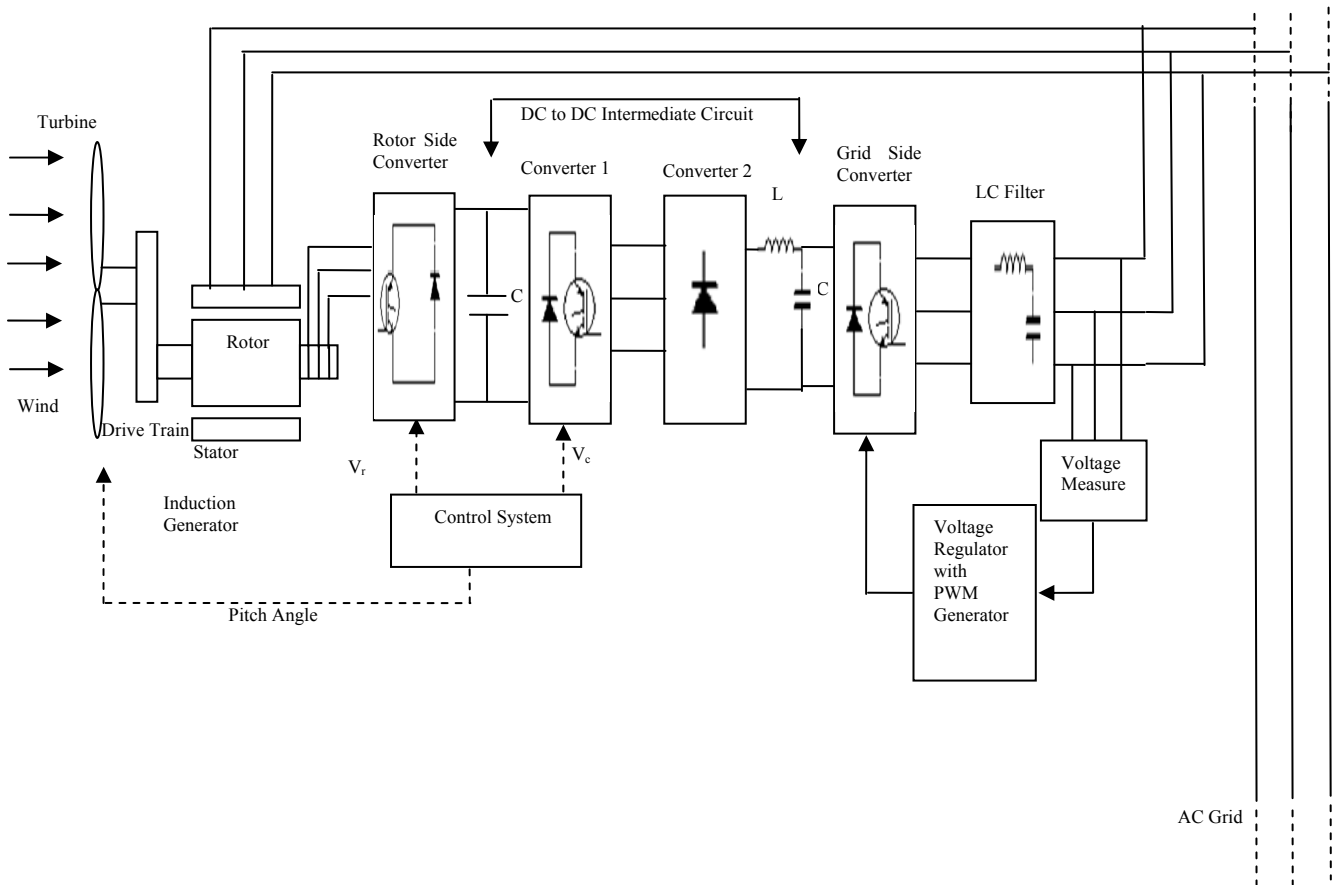 Turbine
DC to DC Intermediate Circuit
Rotor Side
Converter
Converter 1
Converter 2
Grid Side
Converter
L
LC Filter
C
C
Rotor
Wind
Drive Train
Stator
Induction
Generator
Vr
Vc
Control System
Pitch Angle
Voltage
Measure
Voltage
Regulator
with
PWM
Generator
AC Grid